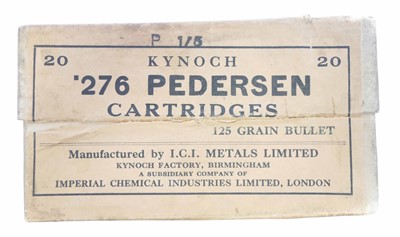 P 1/5
20 KYNOCH 20
'276 PEDERSEN
CARTRIDGES
125 GRAIN BULLET
Manufactured by I.C.I. METALS LIMITED
KYNOCH FACTORY, BIRMINGHAM
A SUBSIDIARY COMPANY OF
IMPERIAL CHEMICAL INDUSTRIES LIMITED, LONDON